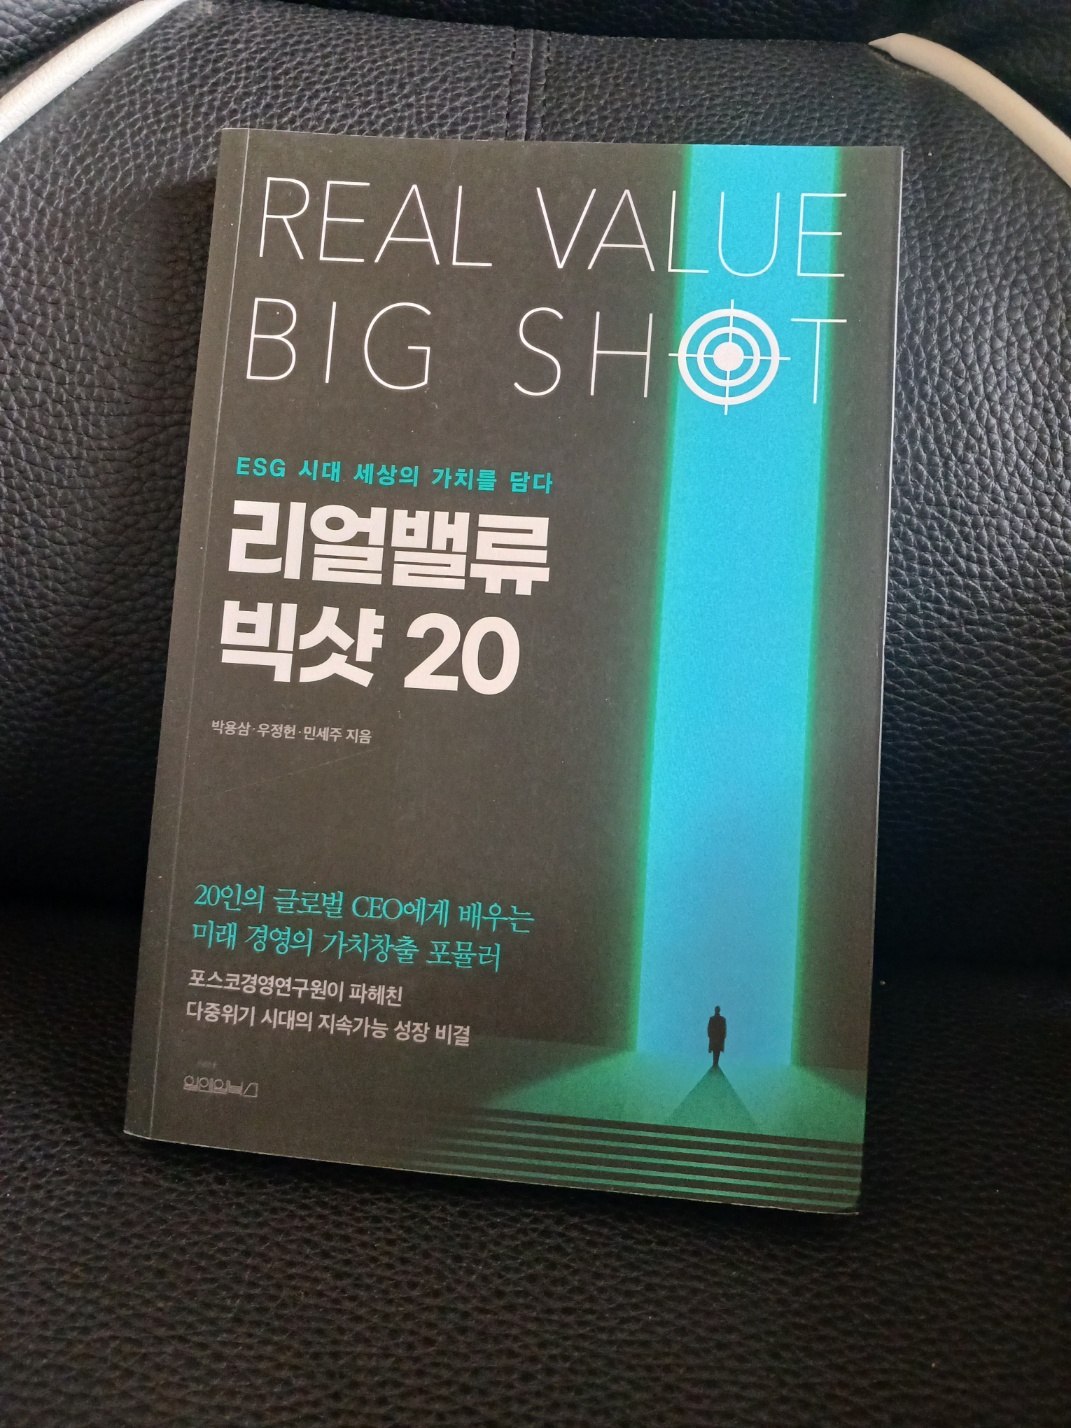 REAL VALUE
BIG SHOT
ESG 시대 세상의 가치를 담다
리얼밸류
빅샷 20
박용삼·우정헌·민세주 지음
20인의 글로벌 CEO에게 배우는
미래 경영의 가치창출 포뮬러
포스코경영연구원이 파헤친
다중위기 시대의 지속가능 성장 비결